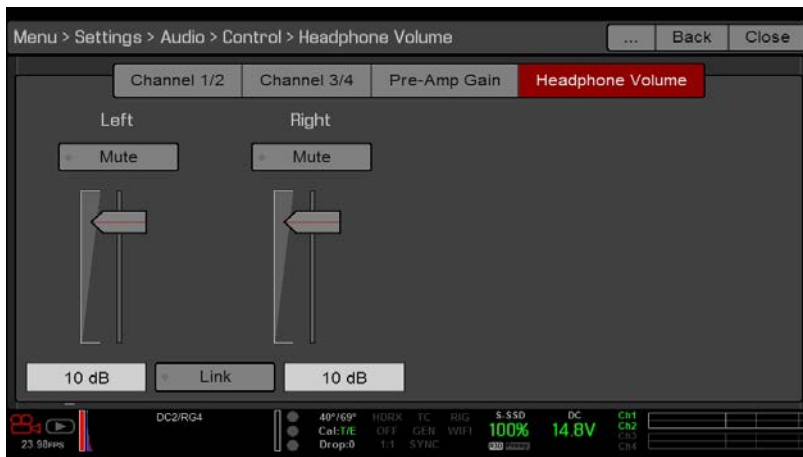 Menu > Settings > Audio > Control > Headphone Volume ... Back Close
Channel 1/2 Channel 3/4 Pre-Amp Gain Headphone Volume
Left Right
Mute Mute
10 dB Link 10 dB
DC2/RG4 40°/69° HDRX TC RIG S-SSD DC Ch1
Cal:T/E OFF GEN WIFI 100% 14.8V Ch2
23.98FPS Drop:0 1:1 SYNC Ch3
Ch4